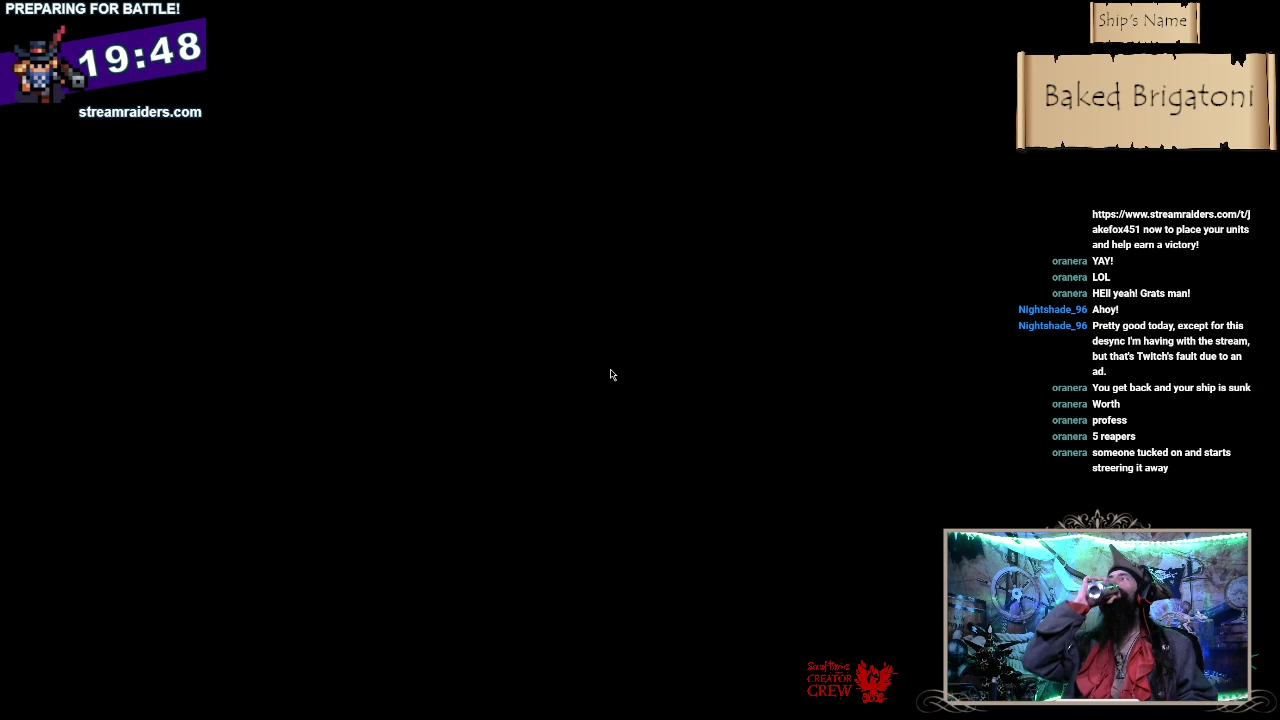 PREPARING FOR BATTLE!
19:48
streamraiders.com
Ship's Name
Baked Brigatoni
https://www.streamraiders.com/t/j
akefox451 now to place your units
and help earn a victory!
oranera YAY!
oranera LOL
oranera HEll yeah! Grats man!
Nightshade_96 Ahoy!
Nightshade_96 Pretty good today, except for this
desync I'm having with the stream,
but that's Twitch's fault due to an
ad.
oranera You get back and your ship is sunk
oranera Worth
oranera profess
oranera 5 reapers
oranera someone tucked on and starts
streering it away
CREATOR
CREW